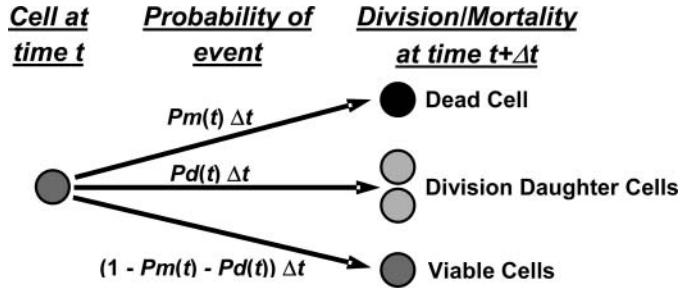 Cell at
time t
Probability of
event
Division/Mortality
at time t+Δt
Pm(t) Δt
Dead Cell
Pd(t) Δt
Division Daughter Cells
(1 - Pm(t) - Pd(t)) Δt
Viable Cells